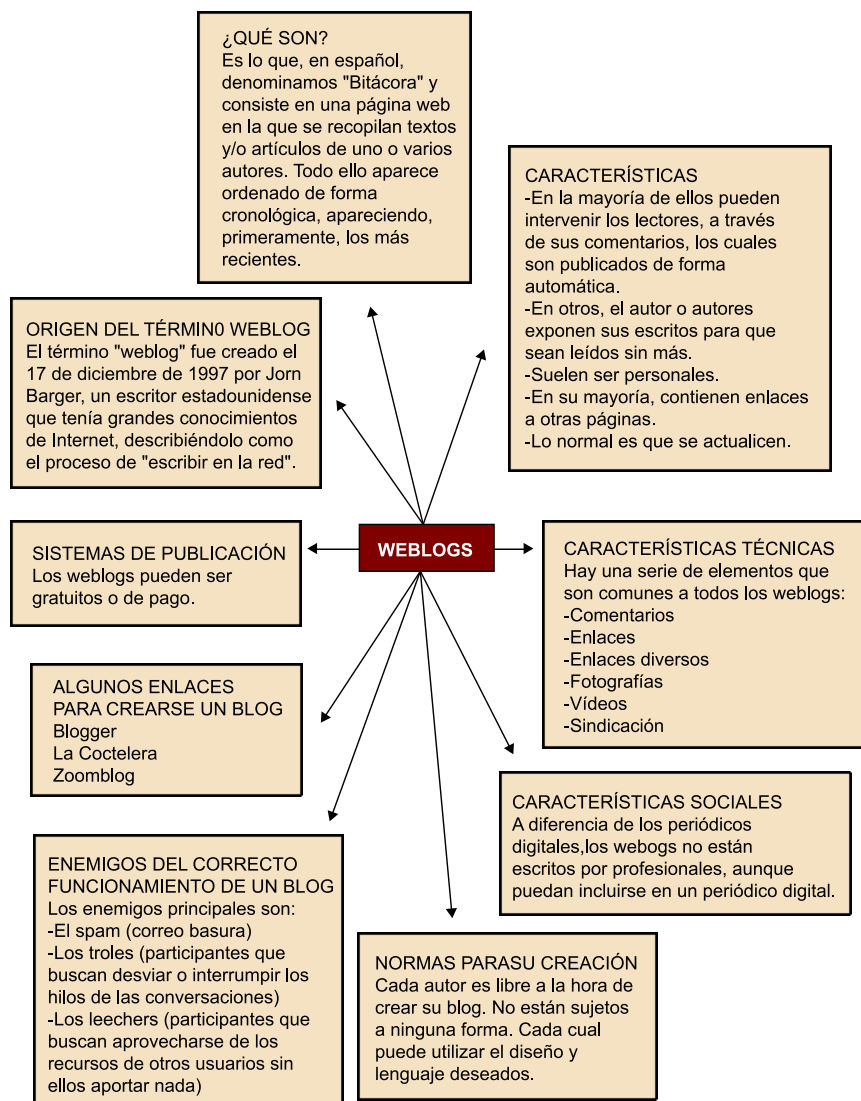 ¿QUÉ SON?
Es lo que, en español,
denominamos "Bitácora" y
consiste en una página web
en la que se recopilan textos
y/o artículos de uno o varios
autores. Todo ello aparece
ordenado de forma
cronológica, apareciendo,
primeramente, los más
recientes.
CARACTERÍSTICAS
-En la mayoría de ellos pueden
intervenir los lectores, a través
de sus comentarios, los cuales
son publicados de forma
automática.
-En otros, el autor o autores
exponen sus escritos para que
sean leídos sin más.
-Suelen ser personales.
-En su mayoría, contienen enlaces
a otras páginas.
-Lo normal es que se actualicen.
ORIGEN DEL TÉRMIN0 WEBLOG
El término "weblog" fue creado el
17 de diciembre de 1997 por Jorn
Barger, un escritor estadounidense
que tenía grandes conocimientos
de Internet, describiéndolo como
el proceso de "escribir en la red".
WEBLOGS
SISTEMAS DE PUBLICACIÓN
Los weblogs pueden ser
gratuitos o de pago.
CARACTERÍSTICAS TÉCNICAS
Hay una serie de elementos que
son comunes a todos los weblogs:
-Comentarios
-Enlaces
-Enlaces diversos
-Fotografías
-Vídeos
-Sindicación
ALGUNOS ENLACES
PARA CREARSE UN BLOG
Blogger
La Coctelera
Zoomblog
CARACTERÍSTICAS SOCIALES
A diferencia de los periódicos
digitales,los webogs no están
escritos por profesionales, aunque
puedan incluirse en un periódico digital.
ENEMIGOS DEL CORRECTO
FUNCIONAMIENTO DE UN BLOG
Los enemigos principales son:
-El spam (correo basura)
-Los troles (participantes que
buscan desviar o interrumpir los
hilos de las conversaciones)
-Los leechers (participantes que
buscan aprovecharse de los
recursos de otros usuarios sin
ellos aportar nada)
NORMAS PARASU CREACIÓN
Cada autor es libre a la hora de
crear su blog. No están sujetos
a ninguna forma. Cada cual
puede utilizar el diseño y
lenguaje deseados.